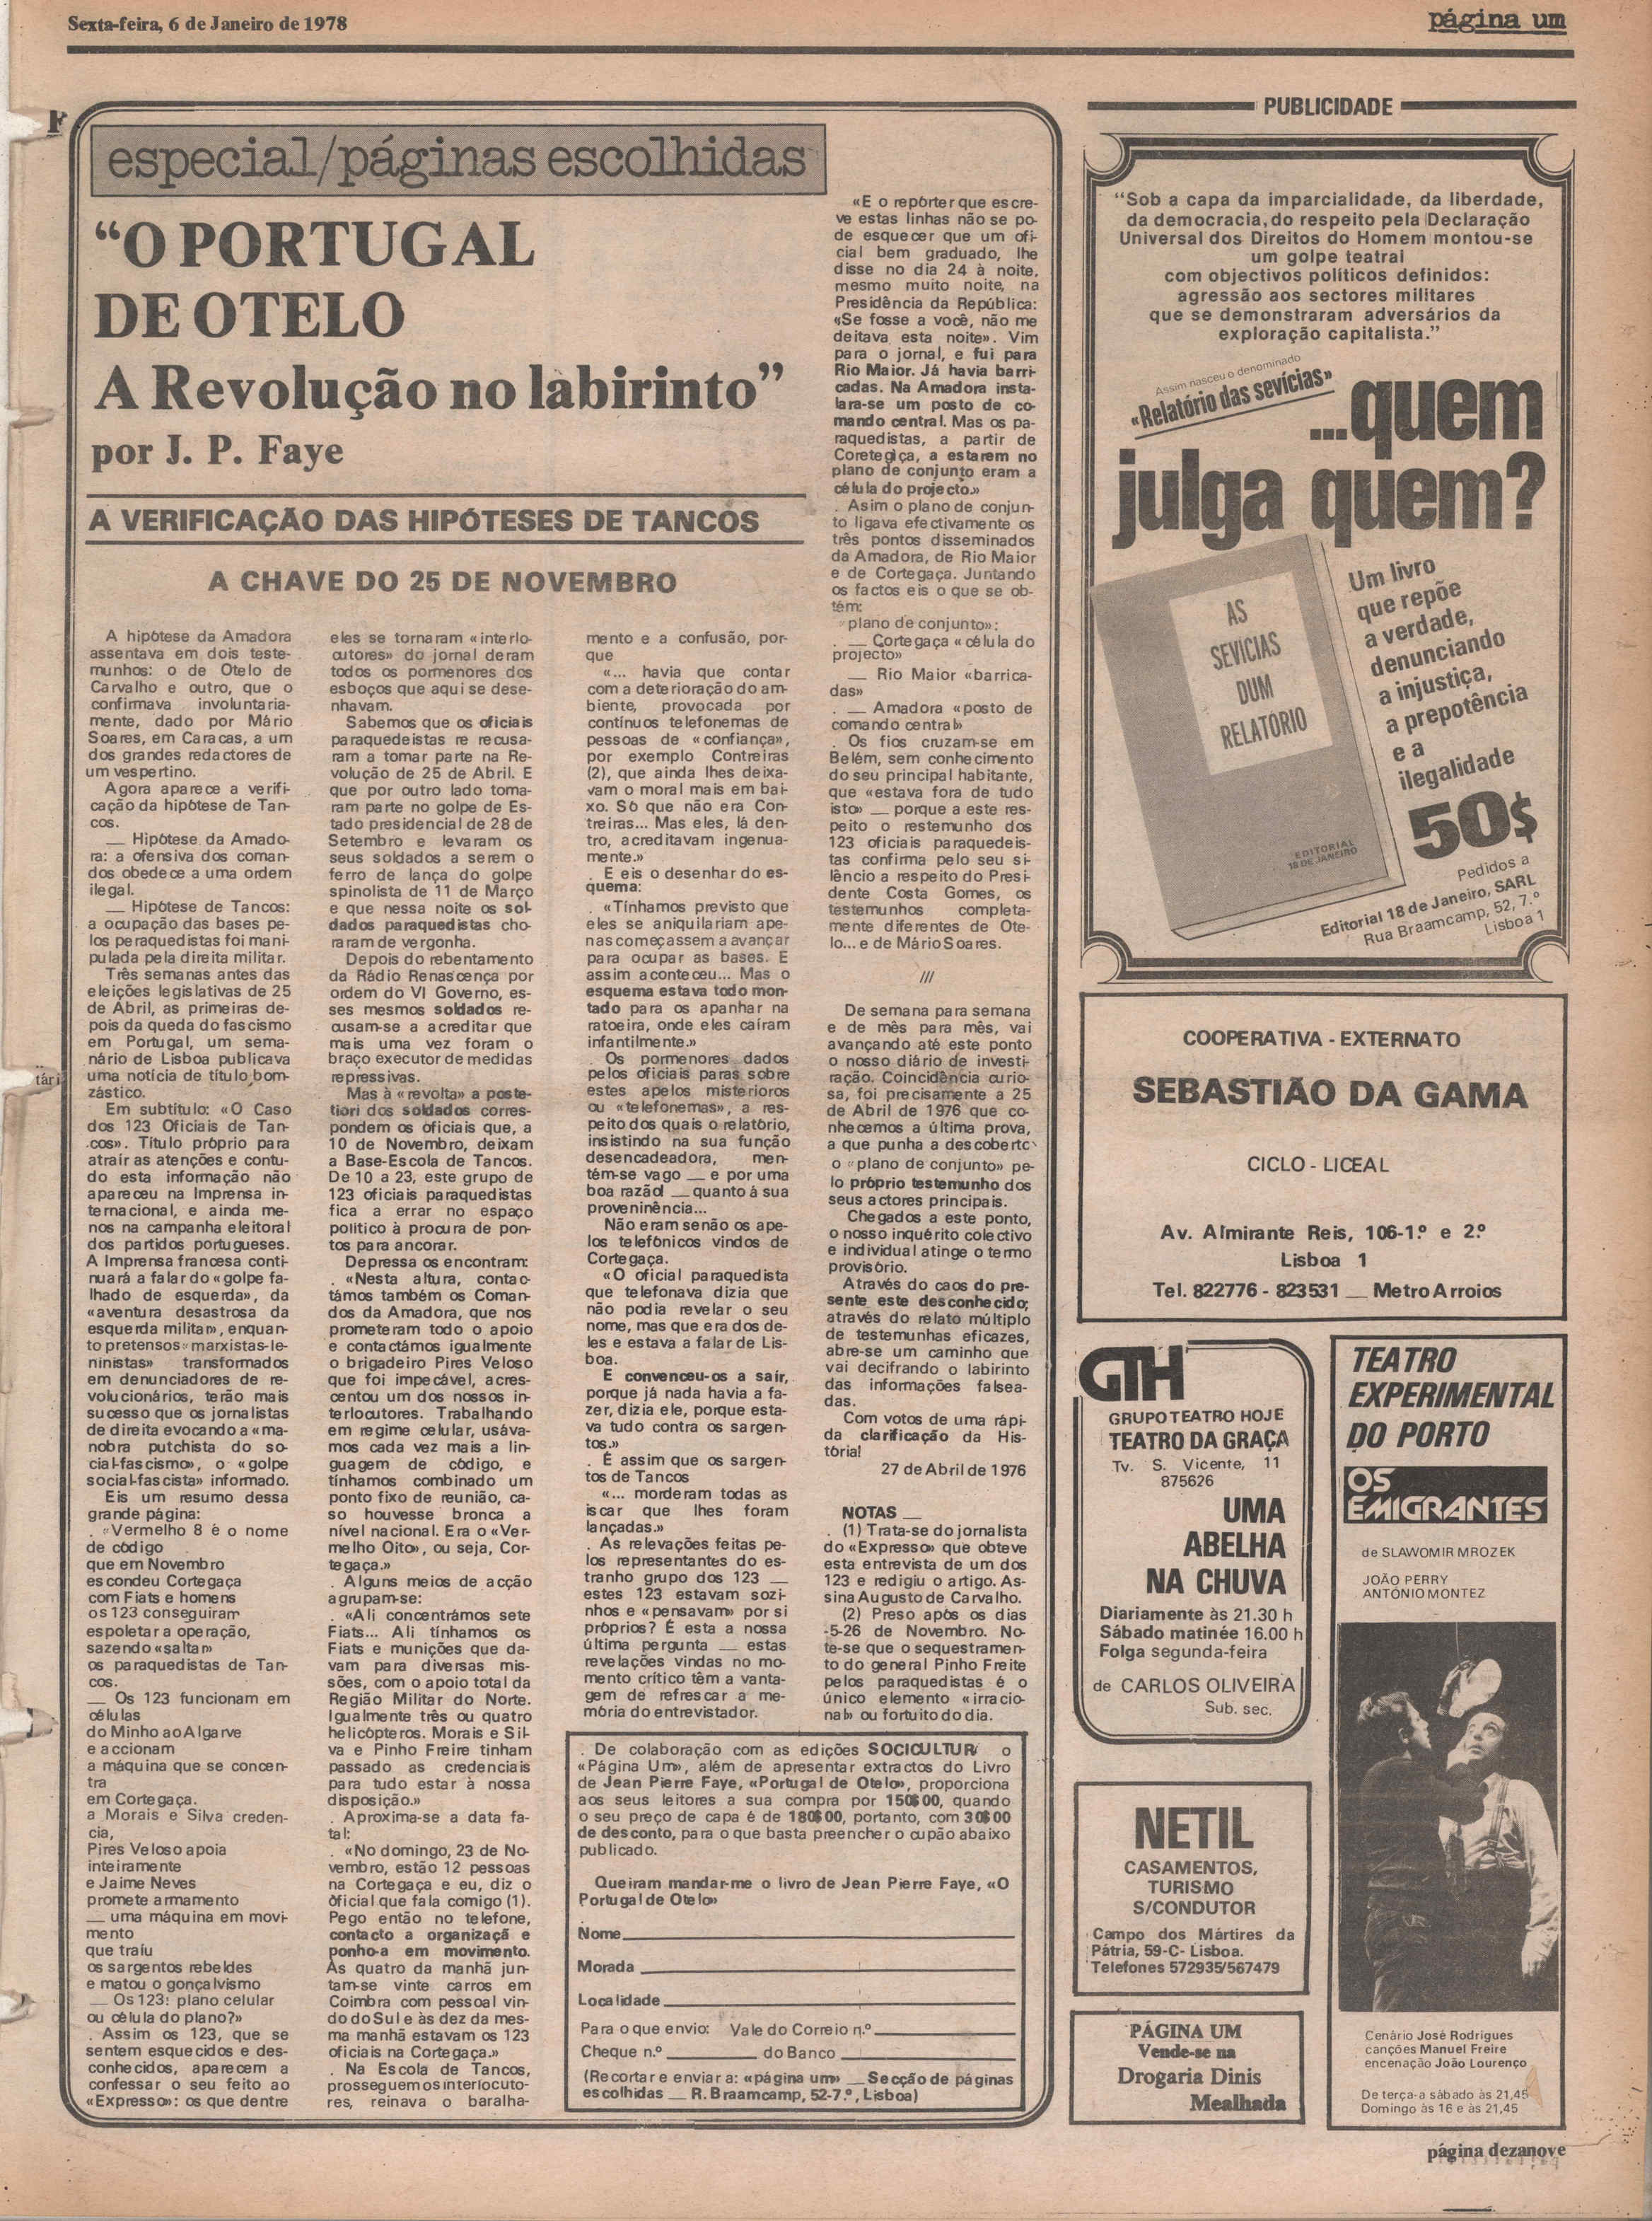 Sexta-feira, 6 de Janeiro de 1978
página um
especial/páginas escolhidas
“O PORTUGAL
DE OTELO
A Revolução no labirinto”
por J. P. Faye
A VERIFICAÇÃO DAS HIPÓTESES DE TANCOS
A CHAVE DO 25 DE NOVEMBRO
A hipótese da Amadora
assentava em dois teste-
munhos: o de Otelo de
Carvalho e outro, que o
confirmava involuntaria-
mente, dado por Mário
Soares, em Caracas, a um
dos grandes redactores de
um vespertino.
Agora aparece a verifi-
cação da hipótese de Tan-
cos.
— Hipótese da Amado-
ra: a ofensiva dos coman-
dos obedece a uma ordem
ilegal.
— Hipótese de Tancos:
a ocupação das bases pe-
los peraquedistas foi mani-
pulada pela direita militar.
Três semanas antes das
eleições legislativas de 25
de Abril, as primeiras de-
pois da queda do fascismo
em Portugal, um sema-
nário de Lisboa publicava
uma notícia de título bom-
zástico.
Em subtítulo: «O Caso
dos 123 Oficiais de Tan-
cos». Título próprio para
atrair as atenções e contu-
do esta informação não
apareceu na Imprensa in-
ternacional, e ainda me-
nos na campanha eleitoral
dos partidos portugueses.
A Imprensa francesa conti-
nuará a falar do «golpe fa-
lhado de esquerda», da
«aventura desastrosa da
esquerda militar», enquan-
to pretensos «marxistas-le-
ninistas» transformados
em denunciadores de re-
volucionários, terão mais
sucesso que os jornalistas
de direita evocando a «ma-
nobra putchista do so-
cial-fascismo», o «golpe
social-fascista» informado.
Eis um resumo dessa
grande página:
. «Vermelho 8 é o nome
de código
que em Novembro
escondeu Cortegaça
com Fiats e homens
os 123 conseguiram
espoletar a operação,
sazendo «saltar»
os paraquedistas de Tan-
cos.
— Os 123 funcionam em
células
do Minho ao Algarve
e accionam
a máquina que se concen-
tra
em Cortegaça.
a Morais e Silva creden-
cia,
Pires Veloso apoia
inteiramente
e Jaime Neves
promete armamento
— uma máquina em movi-
mento
que traíu
os sargentos rebeldes
e matou o gonçalvismo
— Os 123: plano celular
ou célula do plano?»
. Assim os 123, que se
sentem esquecidos e des-
conhecidos, aparecem a
confessar o seu feito ao
«Expresso»: os que dentre
eles se tornaram «interlo-
cutores» do jornal deram
todos os pormenores dos
esboços que aqui se dese-
nhavam.
Sabemos que os oficiais
paraquedeistas re recusa-
ram a tomar parte na Re-
volução de 25 de Abril. E
que por outro lado toma-
ram parte no golpe de Es-
tado presidencial de 28 de
Setembro e levaram os
seus soldados a serem o
ferro de lança do golpe
spinolista de 11 de Março
e que nessa noite os sol-
dados paraquedistas cho-
raram de vergonha.
Depois do rebentamento
da Rádio Renascença por
ordem do VI Governo, es-
ses mesmos soldados re-
cusam-se a acreditar que
mais uma vez foram o
braço executor de medidas
repressivas.
Mas à «revolta» a poste-
tiori dos soldados corres-
pondem os oficiais que, a
10 de Novembro, deixam
a Base-Escola de Tancos.
De 10 a 23, este grupo de
123 oficiais paraquedistas
fica a errar no espaço
político à procura de pon-
tos para ancorar.
Depressa os encontram:
. «Nesta altura, contac-
támos também os Coman-
dos da Amadora, que nos
prometeram todo o apoio
e contactámos igualmente
o brigadeiro Pires Veloso
que foi impecável, acres-
centou um dos nossos in-
terlocutores. Trabalhando
em regime celular, usáva-
mos cada vez mais a lin-
guagem de código, e
tínhamos combinado um
ponto fixo de reunião, ca-
so houvesse bronca a
nível nacional. Era o «Ver-
melho Oito», ou seja, Cor-
tegaça.»
. Alguns meios de acção
agrupam-se:
. «Ali concentrámos sete
Fiats... Ali tínhamos os
Fiats e munições que da-
vam para diversas mis-
sões, com o apoio total da
Região Militar do Norte.
Igualmente três ou quatro
helicópteros. Morais e Sil-
va e Pinho Freire tinham
passado as credenciais
para tudo estar à nossa
disposição.»
. Aproxima-se a data fa-
tal:
. «No domingo, 23 de No-
vembro, estão 12 pessoas
na Cortegaça e eu, diz o
oficial que fala comigo (1).
Pego então no telefone,
contacto a organizaçã e
ponho-a em movimento.
Às quatro da manhã jun-
tam-se vinte carros em
Coimbra com pessoal vin-
do do Sul e às dez da mes-
ma manhã estavam os 123
oficiais na Cortegaça.»
. Na Escola de Tancos,
prosseguem os interlocuto-
res, reinava o baralha-
mento e a confusão, por-
que
«... havia que contar
com a deterioração do am-
biente, provocada por
contínuos telefonemas de
pessoas de «confiança»,
por exemplo Contreiras
(2), que ainda lhes deixa-
vam o moral mais em bai-
xo. Só que não era Con-
treiras... Mas eles, lá den-
tro, acreditavam ingenua-
mente.»
. E eis o desenhar do es-
quema:
. «Tínhamos previsto que
eles se aniquilariam ape-
nas começassem a avançar
para ocupar as bases. E
assim aconteceu... Mas o
esquema estava todo mon-
tado para os apanhar na
ratoeira, onde eles caíram
infantilmente.»
. Os pormenores dados
pelos oficiais paras sobre
estes apelos misteriosos
ou «telefonemas», a res-
peito dos quais o relatório,
insistindo na sua função
desencadeadora, men-
tém-se vago — e por uma
boa razão! — quanto á sua
proveninência...
Não eram senão os ape-
los telefónicos vindos de
Cortegaça.
«O oficial paraquedista
que telefonava dizia que
não podia revelar o seu
nome, mas que era dos de-
les e estava a falar de Lis-
boa.
E convenceu-os a sair,
porque já nada havia a fa-
zer, dizia ele, porque esta-
va tudo contra os sargen-
tos.»
. É assim que os sargen-
tos de Tancos
«... morderam todas as
iscar que lhes foram
lançadas.»
. As relevações feitas pe-
los representantes do es-
tranho grupo dos 123 —
estes 123 estavam sozi-
nhos e «pensavam» por si
próprios? É esta a nossa
última pergunta — estas
revelações vindas no mo-
mento crítico têm a vanta-
gem de refrescar a me-
mória do entrevistador.
«E o repórter que escre-
ve estas linhas não se po-
de esquecer que um ofi-
cial bem graduado, lhe
disse no dia 24 à noite,
mesmo muito noite, na
Presidência da República:
«Se fosse a você, não me
deitava esta noite». Vim
para o jornal, e fui para
Rio Maior. Já havia barri-
cadas. Na Amadora insta-
lara-se um posto de co-
mando central. Mas os pa-
raquedistas, a partir de
Coretegiça, a estarem no
plano de conjunto eram a
célula do projecto.»
. Asim o plano de conjun-
to ligava efectivamente os
três pontos disseminados
da Amadora, de Rio Maior
e de Cortegaça. Juntando
os factos eis o que se ob-
tém:
«plano de conjunto»:
. — Cortegaça «célula do
projecto»
— Rio Maior «barrica-
das»
. — Amadora «posto de
comando central»
. Os fios cruzam-se em
Belém, sem conhecimento
do seu principal habitante,
que «estava fora de tudo
isto» — porque a este res-
peito o restemunho dos
123 oficiais paraquedeis-
tas confirma pelo seu si-
lêncio a respeito do Presi-
dente Costa Gomes, os
testemunhos completa-
mente diferentes de Ote-
lo... e de Mário Soares.
///
De semana para semana
e de mês para mês, vai
avançando até este ponto
o nosso diário de investi-
ração. Coincidência curio-
sa, foi precisamente a 25
de Abril de 1976 que co-
nhecemos a última prova,
a que punha a descoberto
o «plano de conjunto» pe-
lo próprio testemunho dos
seus actores principais.
Chegados a este ponto,
o nosso inquérito colectivo
e individual atinge o termo
provisório.
Através do caos do pre-
sente este desconhecido;
através do relato múltiplo
de testemunhas eficazes,
abre-se um caminho que
vai decifrando o labirinto
das informações falsea-
das.
Com votos de uma rápi-
da clarificação da His-
tória!
27 de Abril de 1976
NOTAS —
. (1) Trata-se do jornalista
do «Expresso» que obteve
esta entrevista de um dos
123 e redigiu o artigo. As-
sina Augusto de Carvalho.
(2) Preso após os dias
-5-26 de Novembro. No-
te-se que o sequestramen-
to do general Pinho Freite
pelos paraquedistas é o
único elemento «irracio-
nal» ou fortuito do dia.
. De colaboração com as edições SOCICULTUR o
«Página Um», além de apresentar extractos do Livro
de Jean Pierre Faye, «Portugal de Otelo», proporciona
aos seus leitores a sua compra por 150$00, quando
o seu preço de capa é de 180$00, portanto, com 30$00
de desconto, para o que basta preencher o cupão abaixo
publicado.
Queiram mandar-me o livro de Jean Pierre Faye, «O
Portugal de Otelo»
Nome
Morada
Localidade
Para o que envio: Vale do Correio n.º
Cheque n.º do Banco
(Recortar e enviar a: «página um» — Secção de páginas
escolhidas — R. Braamcamp, 52-7.º, Lisboa)
PUBLICIDADE
“Sob a capa da imparcialidade, da liberdade,
da democracia, do respeito pela Declaração
Universal dos Direitos do Homem montou-se
um golpe teatral
com objectivos políticos definidos:
agressão aos sectores militares
que se demonstraram adversários da
exploração capitalista.”
Assim nasceu o denominado
«Relatório das sevícias»
...quem
julga quem?
AS
SEVICIAS
DUM
RELATÓRIO
EDITORIAL
18 DE JANEIRO
Um livro
que repõe
a verdade,
denunciando
a injustiça,
a prepotência
e a
ilegalidade
50$
Pedidos a
Editorial 18 de Janeiro, SARL
Rua Braamcamp, 52, 7.º
Lisboa 1
COOPERATIVA - EXTERNATO
SEBASTIÃO DA GAMA
CICLO - LICEAL
Av. Almirante Reis, 106-1.º e 2.º
Lisboa 1
Tel. 822776 - 823531 — Metro Arroios
GTH
GRUPO TEATRO HOJE
TEATRO DA GRAÇA
Tv. S. Vicente, 11
875626
UMA
ABELHA
NA CHUVA
Diariamente às 21.30 h
Sábado matinée 16.00 h
Folga segunda-feira
de CARLOS OLIVEIRA
Sub. sec.
TEATRO
EXPERIMENTAL
DO PORTO
OS
EMIGRANTES
de SLAWOMIR MROZEK
JOÃO PERRY
ANTÓNIO MONTEZ
Cenário José Rodrigues
canções Manuel Freire
encenação João Lourenço
De terça-a sábado às 21,45
Domingo às 16 e às 21,45
NETIL
CASAMENTOS,
TURISMO
S/CONDUTOR
Campo dos Mártires da
Pátria, 59-C- Lisboa.
Telefones 572935/567479
PÁGINA UM
Vende-se na
Drogaria Dinis
Mealhada
página dezanove